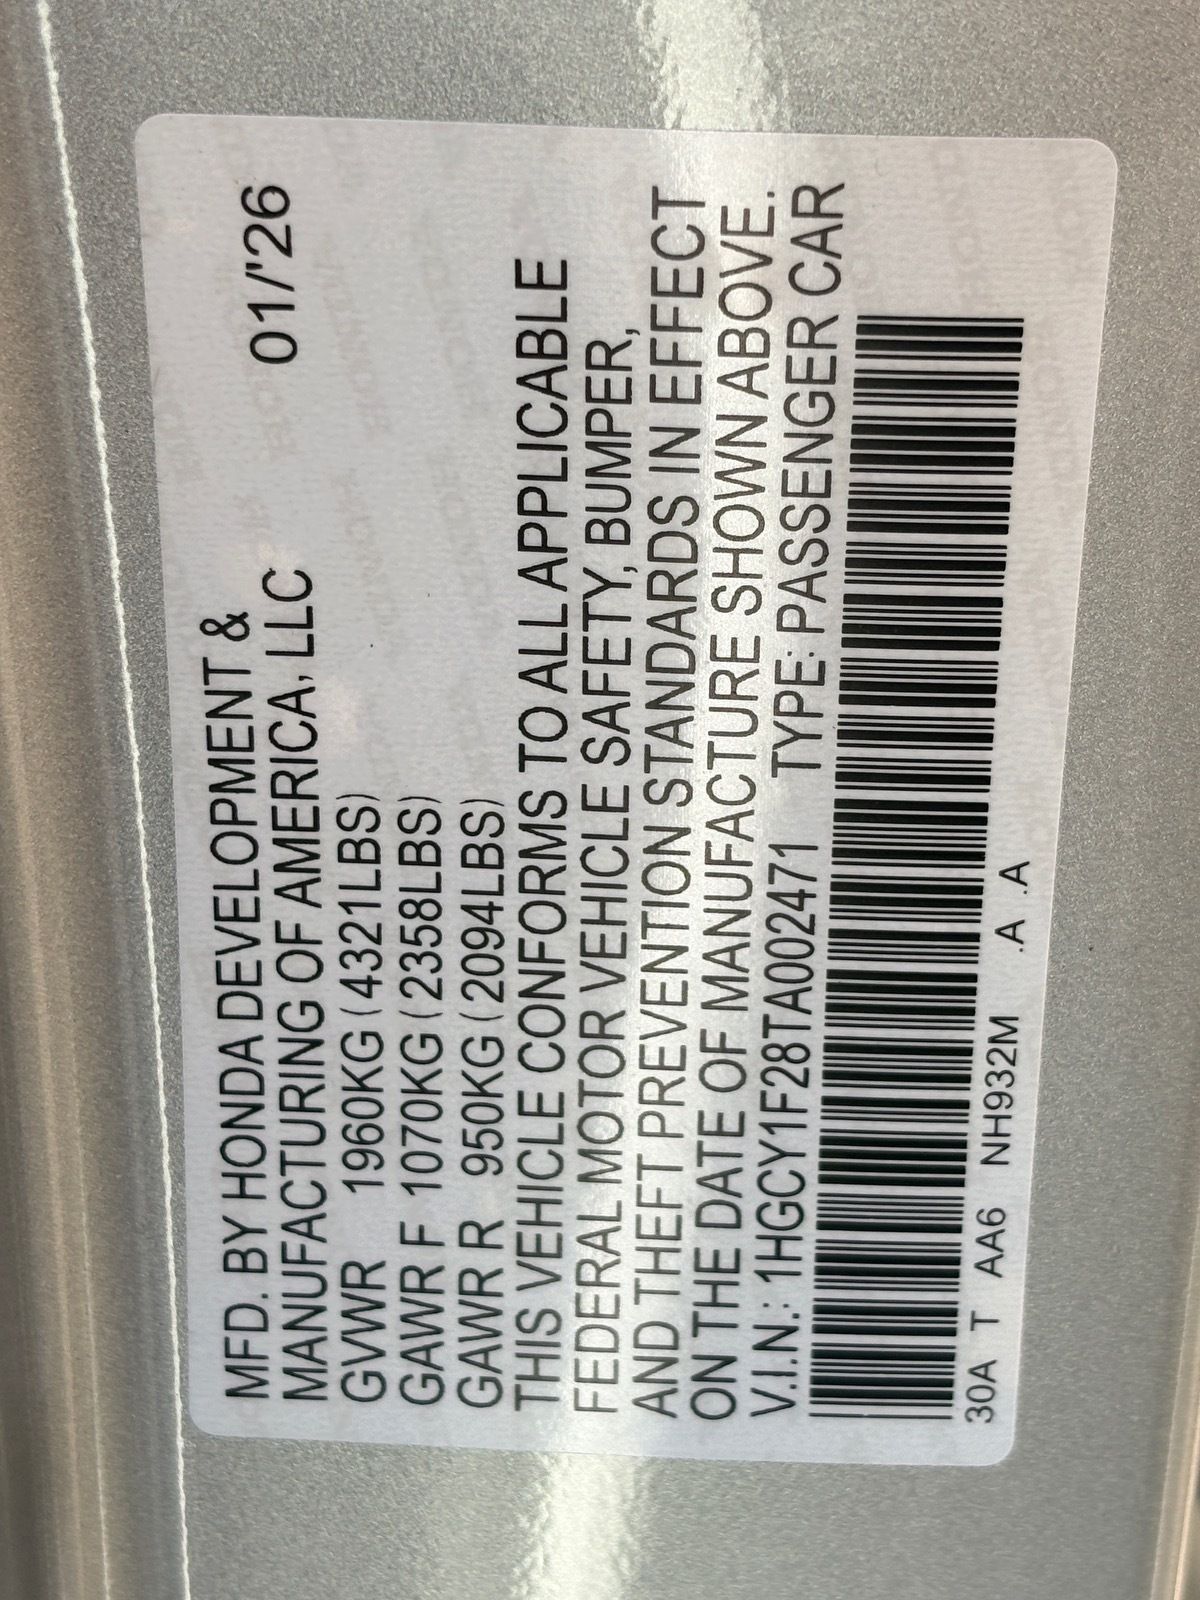 MFD. BY HONDA DEVELOPMENT &
MANUFACTURING OF AMERICA, LLC 01/'26
GVWR 1960KG (4321LBS)
GAWR F 1070KG (2358LBS)
GAWR R 950KG (2094LBS)
THIS VEHICLE CONFORMS TO ALL APPLICABLE
FEDERAL MOTOR VEHICLE SAFETY, BUMPER,
AND THEFT PREVENTION STANDARDS IN EFFECT
ON THE DATE OF MANUFACTURE SHOWN ABOVE.
V.I.N.: 1HGCY1F28TA002471 TYPE: PASSENGER CAR
30A T AA6 NH932M .A .A